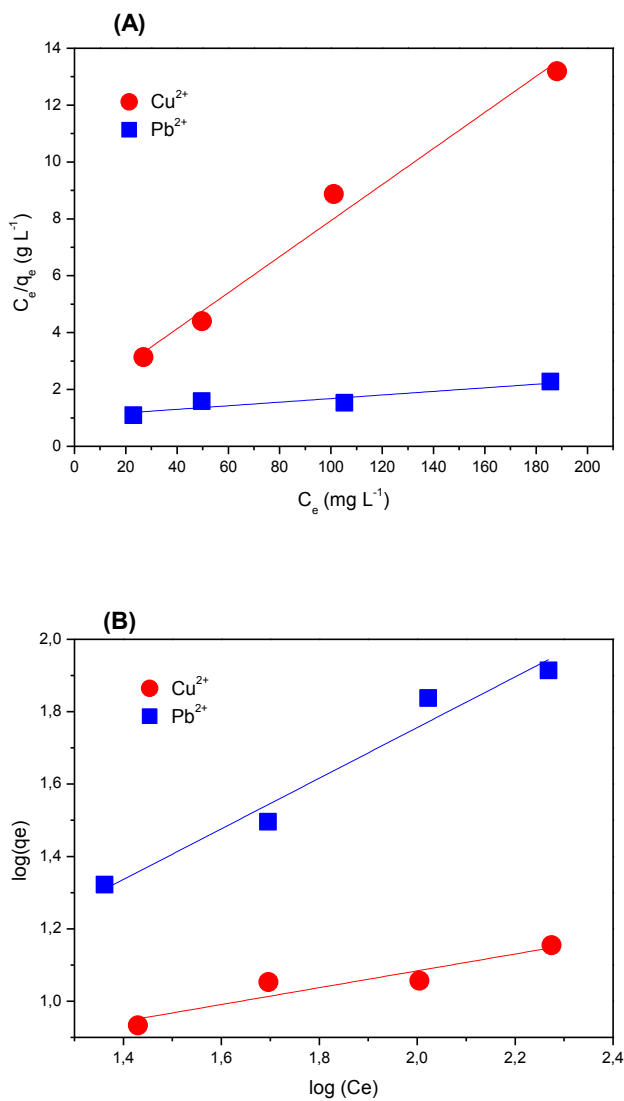 (A)
14
12
10
8
6
4
2
0
Cu²⁺
Pb²⁺
Cₑ/qₑ (g L⁻¹)
0 20 40 60 80 100 120 140 160 180 200
Cₑ (mg L⁻¹)
(B)
2,0
1,8
1,6
1,4
1,2
1,0
Cu²⁺
Pb²⁺
log(qe)
1,4 1,6 1,8 2,0 2,2 2,4
log (Ce)